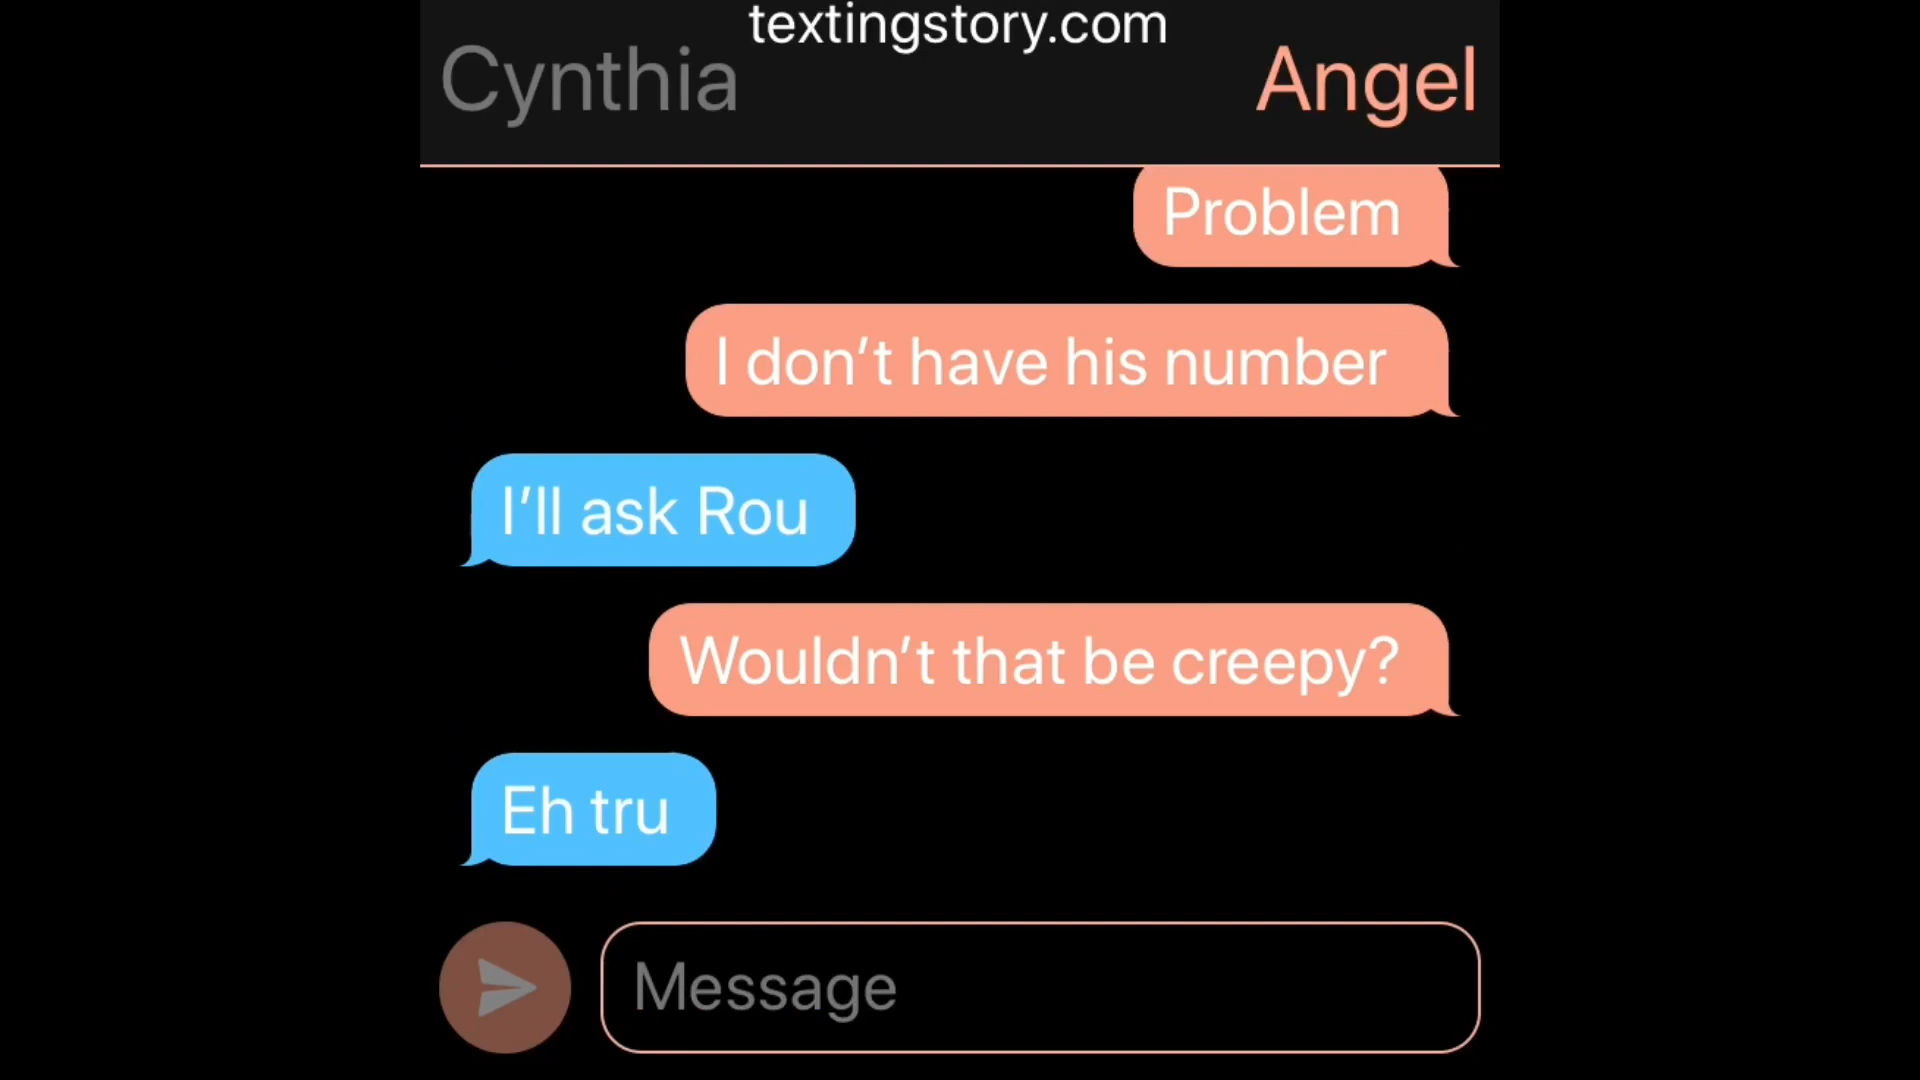 textingstory.com
Cynthia
Angel
Problem
I don’t have his number
I’ll ask Rou
Wouldn’t that be creepy?
Eh tru
Message